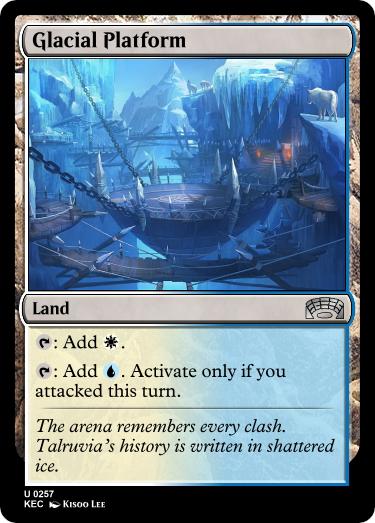 Glacial Platform
Land
: Add .
: Add . Activate only if you
attacked this turn.
The arena remembers every clash.
Talruvia's history is written in shattered
ice.
U 0257
KEC Kisoo Lee